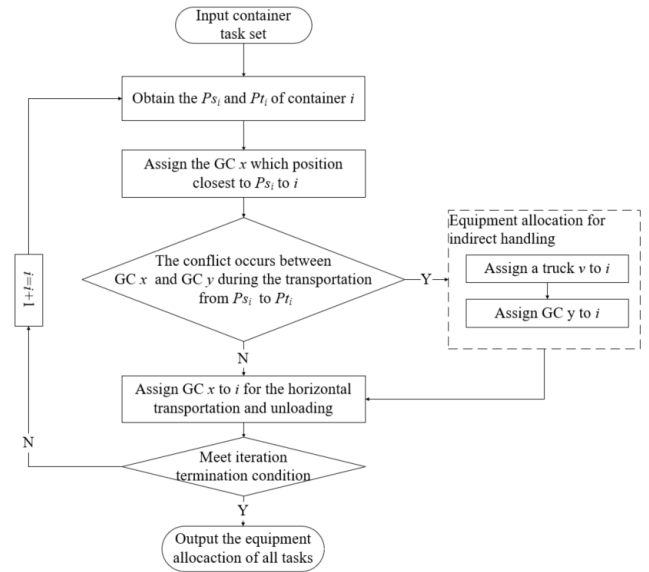 Input container
task set
Obtain the Psi and Pti of container i
Assign the GC x which position
closest to Psi to i
The conflict occurs between
GC x and GC y during the transportation
from Psi to Pti
Y
Equipment allocation for
indirect handling
Assign a truck v to i
Assign GC y to i
N
Assign GC x to i for the horizontal
transportation and unloading
i=i+1
N
Meet iteration
termination condition
Y
Output the equipment
allocaction of all tasks